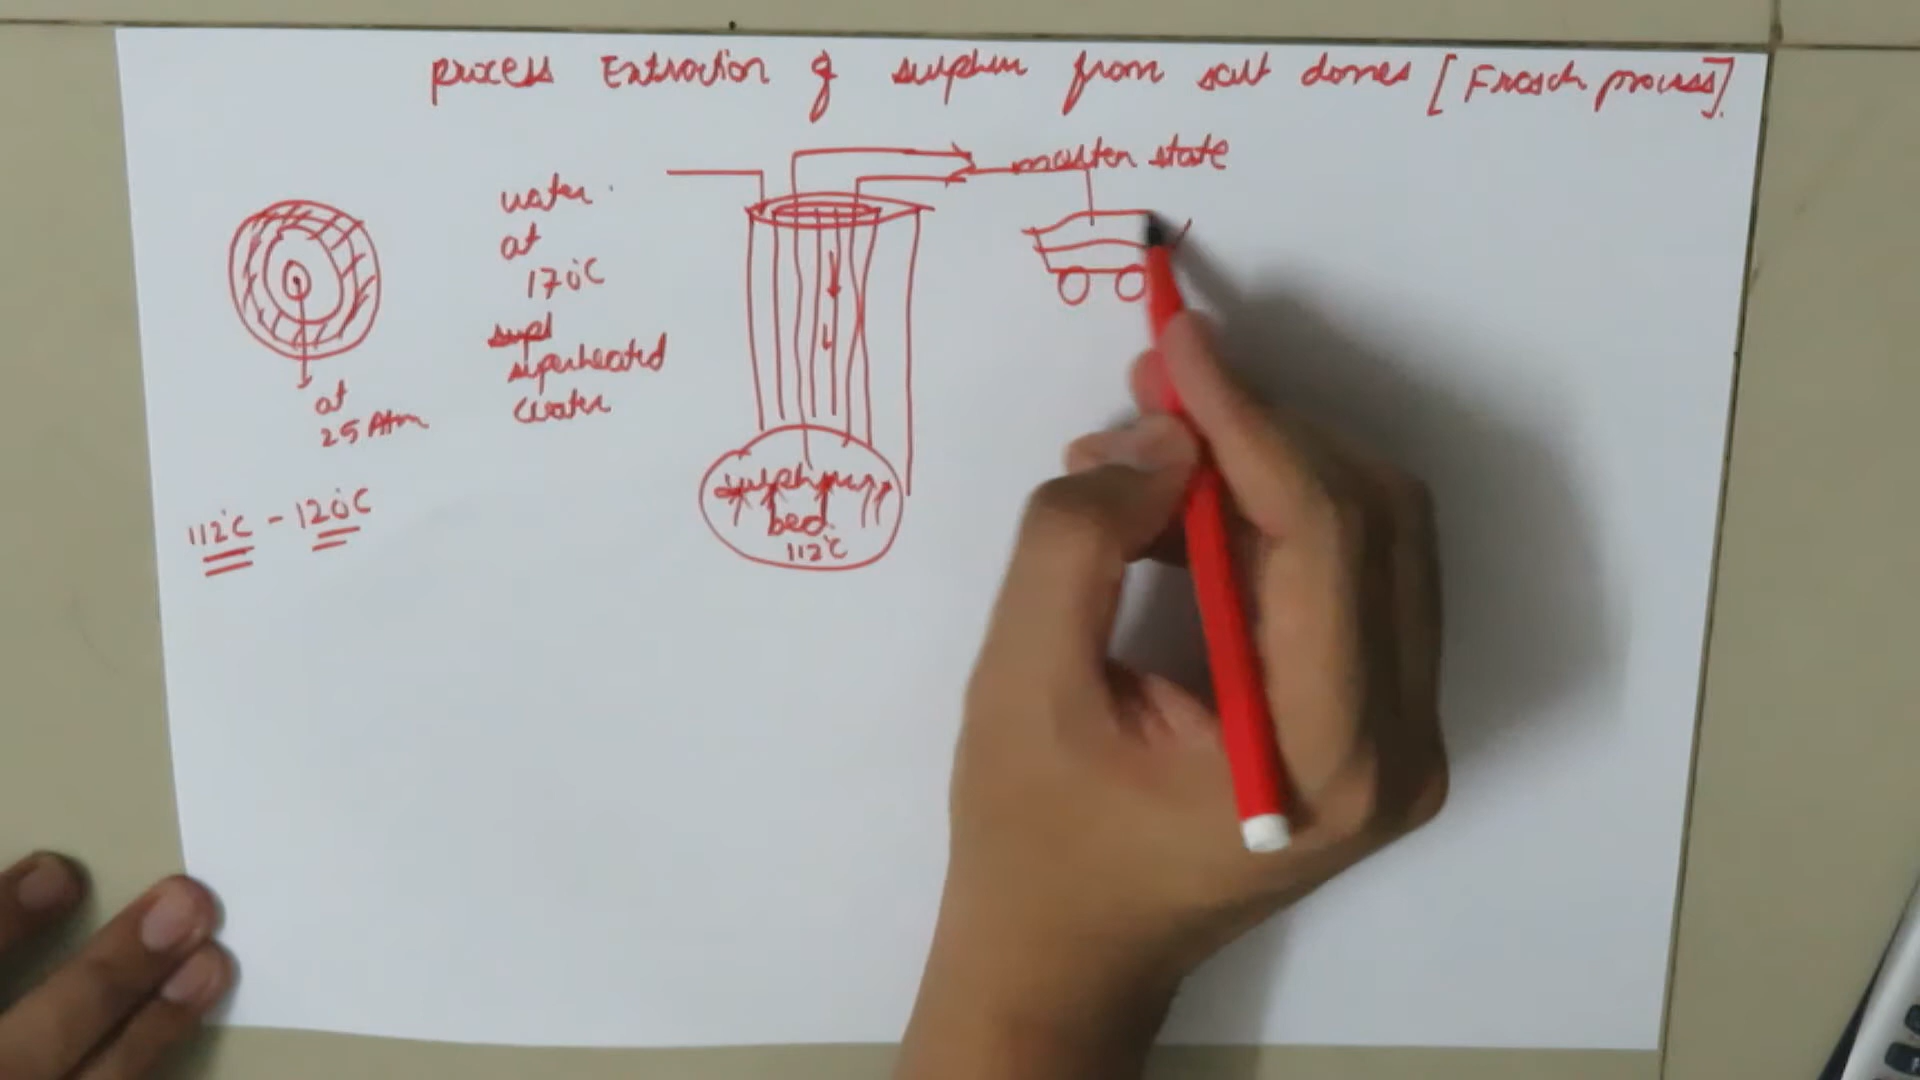 process Extraction of sulphur from salt domes [Frasch process]
molten state
water
at
170°C
supl
superheated
water
at
25 Atm
sulphur
bed
112°C
112°C - 120°C